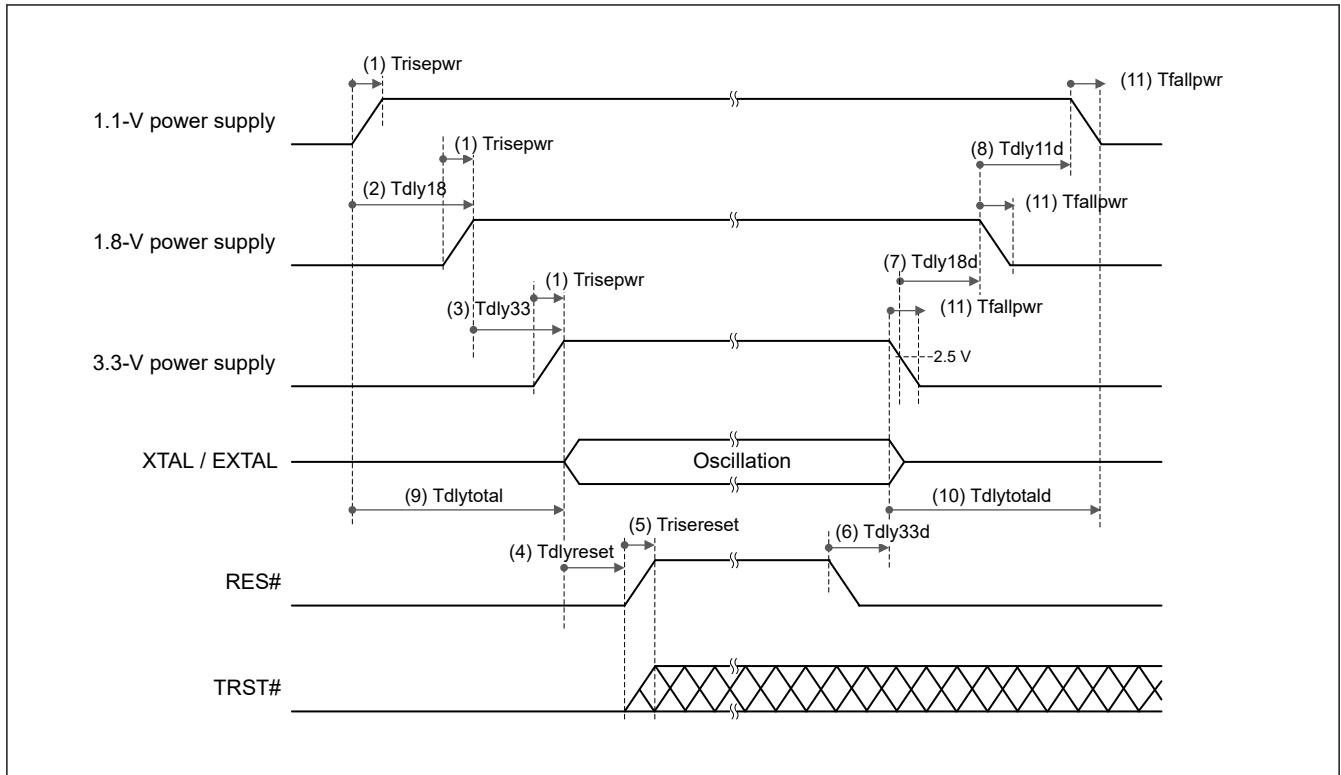 (1) Trisepwr
(11) Tfallpwr
1.1-V power supply
(1) Trisepwr
(8) Tdly11d
(2) Tdly18
(11) Tfallpwr
1.8-V power supply
(7) Tdly18d
(1) Trisepwr
(3) Tdly33
(11) Tfallpwr
3.3-V power supply
2.5 V
XTAL / EXTAL
Oscillation
(9) Tdlytotal
(10) Tdlytotald
(5) Trisereset
(6) Tdly33d
(4) Tdlyreset
RES#
TRST#